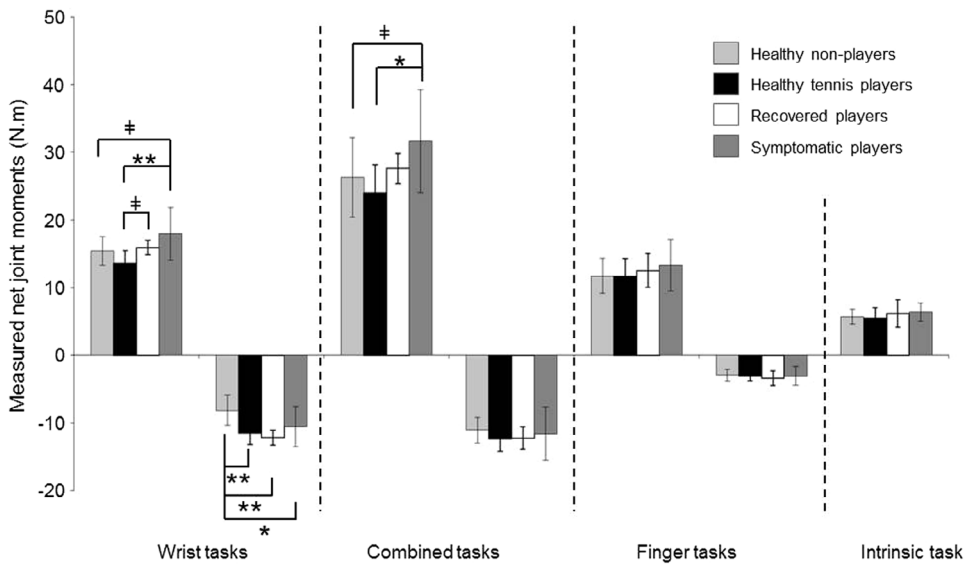 Measured net joint moments (N.m)
50
40
30
20
10
0
-10
-20
Healthy non-players
Healthy tennis players
Recovered players
Symptomatic players
ǂ
**
ǂ
ǂ
*
**
**
*
Wrist tasks
Combined tasks
Finger tasks
Intrinsic task